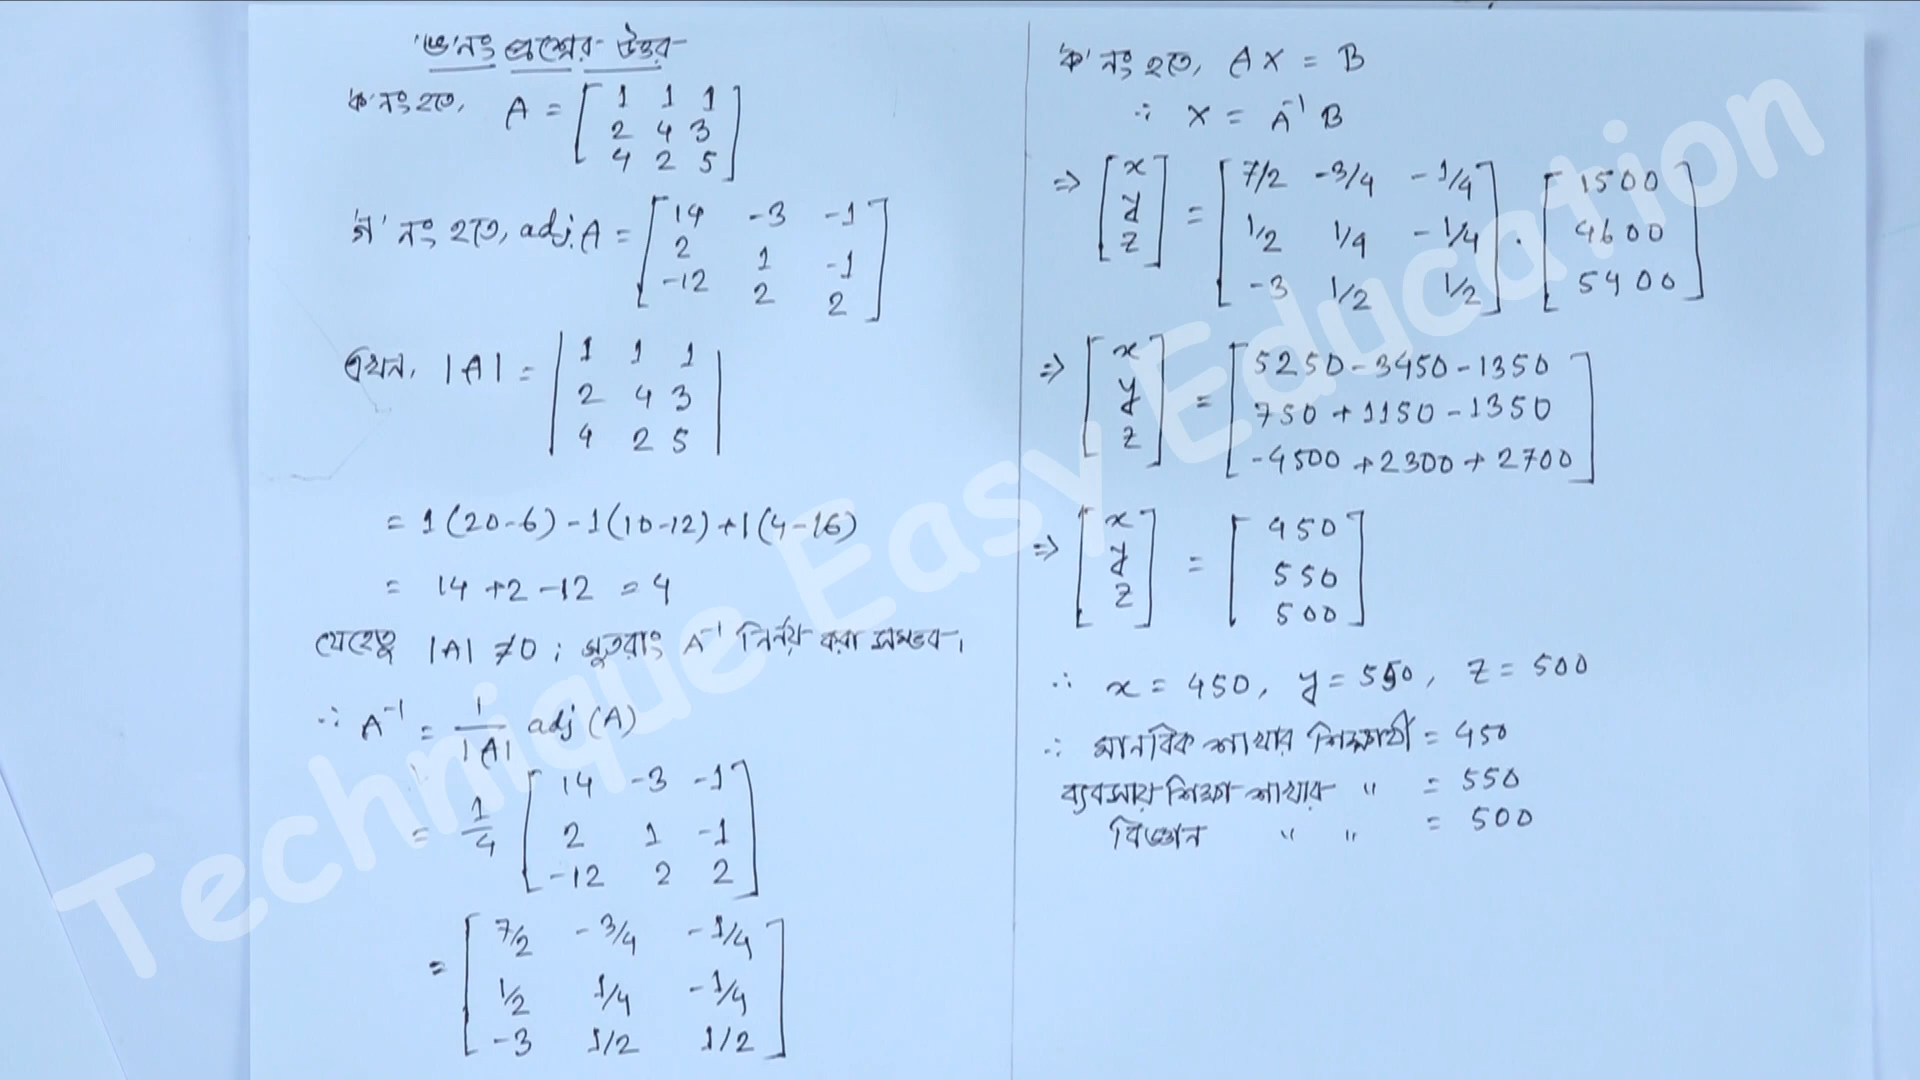 'ঙ' নং প্রশ্নের উত্তর
'ক' নং হতে, A = [1 1 1
2 4 3
4 2 5]
'গ' নং হতে, adj.A = [14 -3 -1
2 1 -1
-12 2 2]
এখন, |A| = |1 1 1
2 4 3
4 2 5|
= 1(20-6)-1(10-12)+1(4-16)
= 14+2-12 = 4
যেহেতু |A| ≠0; সুতরাং A⁻¹ নির্নয় করা সম্ভব।
∴ A⁻¹ = 1/|A| adj(A)
= 1/4 [14 -3 -1
2 1 -1
-12 2 2]
= [7/2 -3/4 -1/4
1/2 1/4 -1/4
-3 1/2 1/2]
'ক' নং হতে, AX = B
∴ X = A⁻¹B
⇒ [x y z] = [7/2 -3/4 -1/4
1/2 1/4 -1/4
-3 1/2 1/2] . [1500
4600
5400]
⇒ [x y z] = [5250-3450-1350
750+1150-1350
-4500+2300+2700]
⇒ [x y z] = [450
550
500]
∴ x = 450, y = 550, z = 500
∴ মানবিক শাখার শিক্ষার্থী = 450
ব্যবসায় শিক্ষা শাখার " = 550
বিজ্ঞান " " = 500
Technique Easy Education